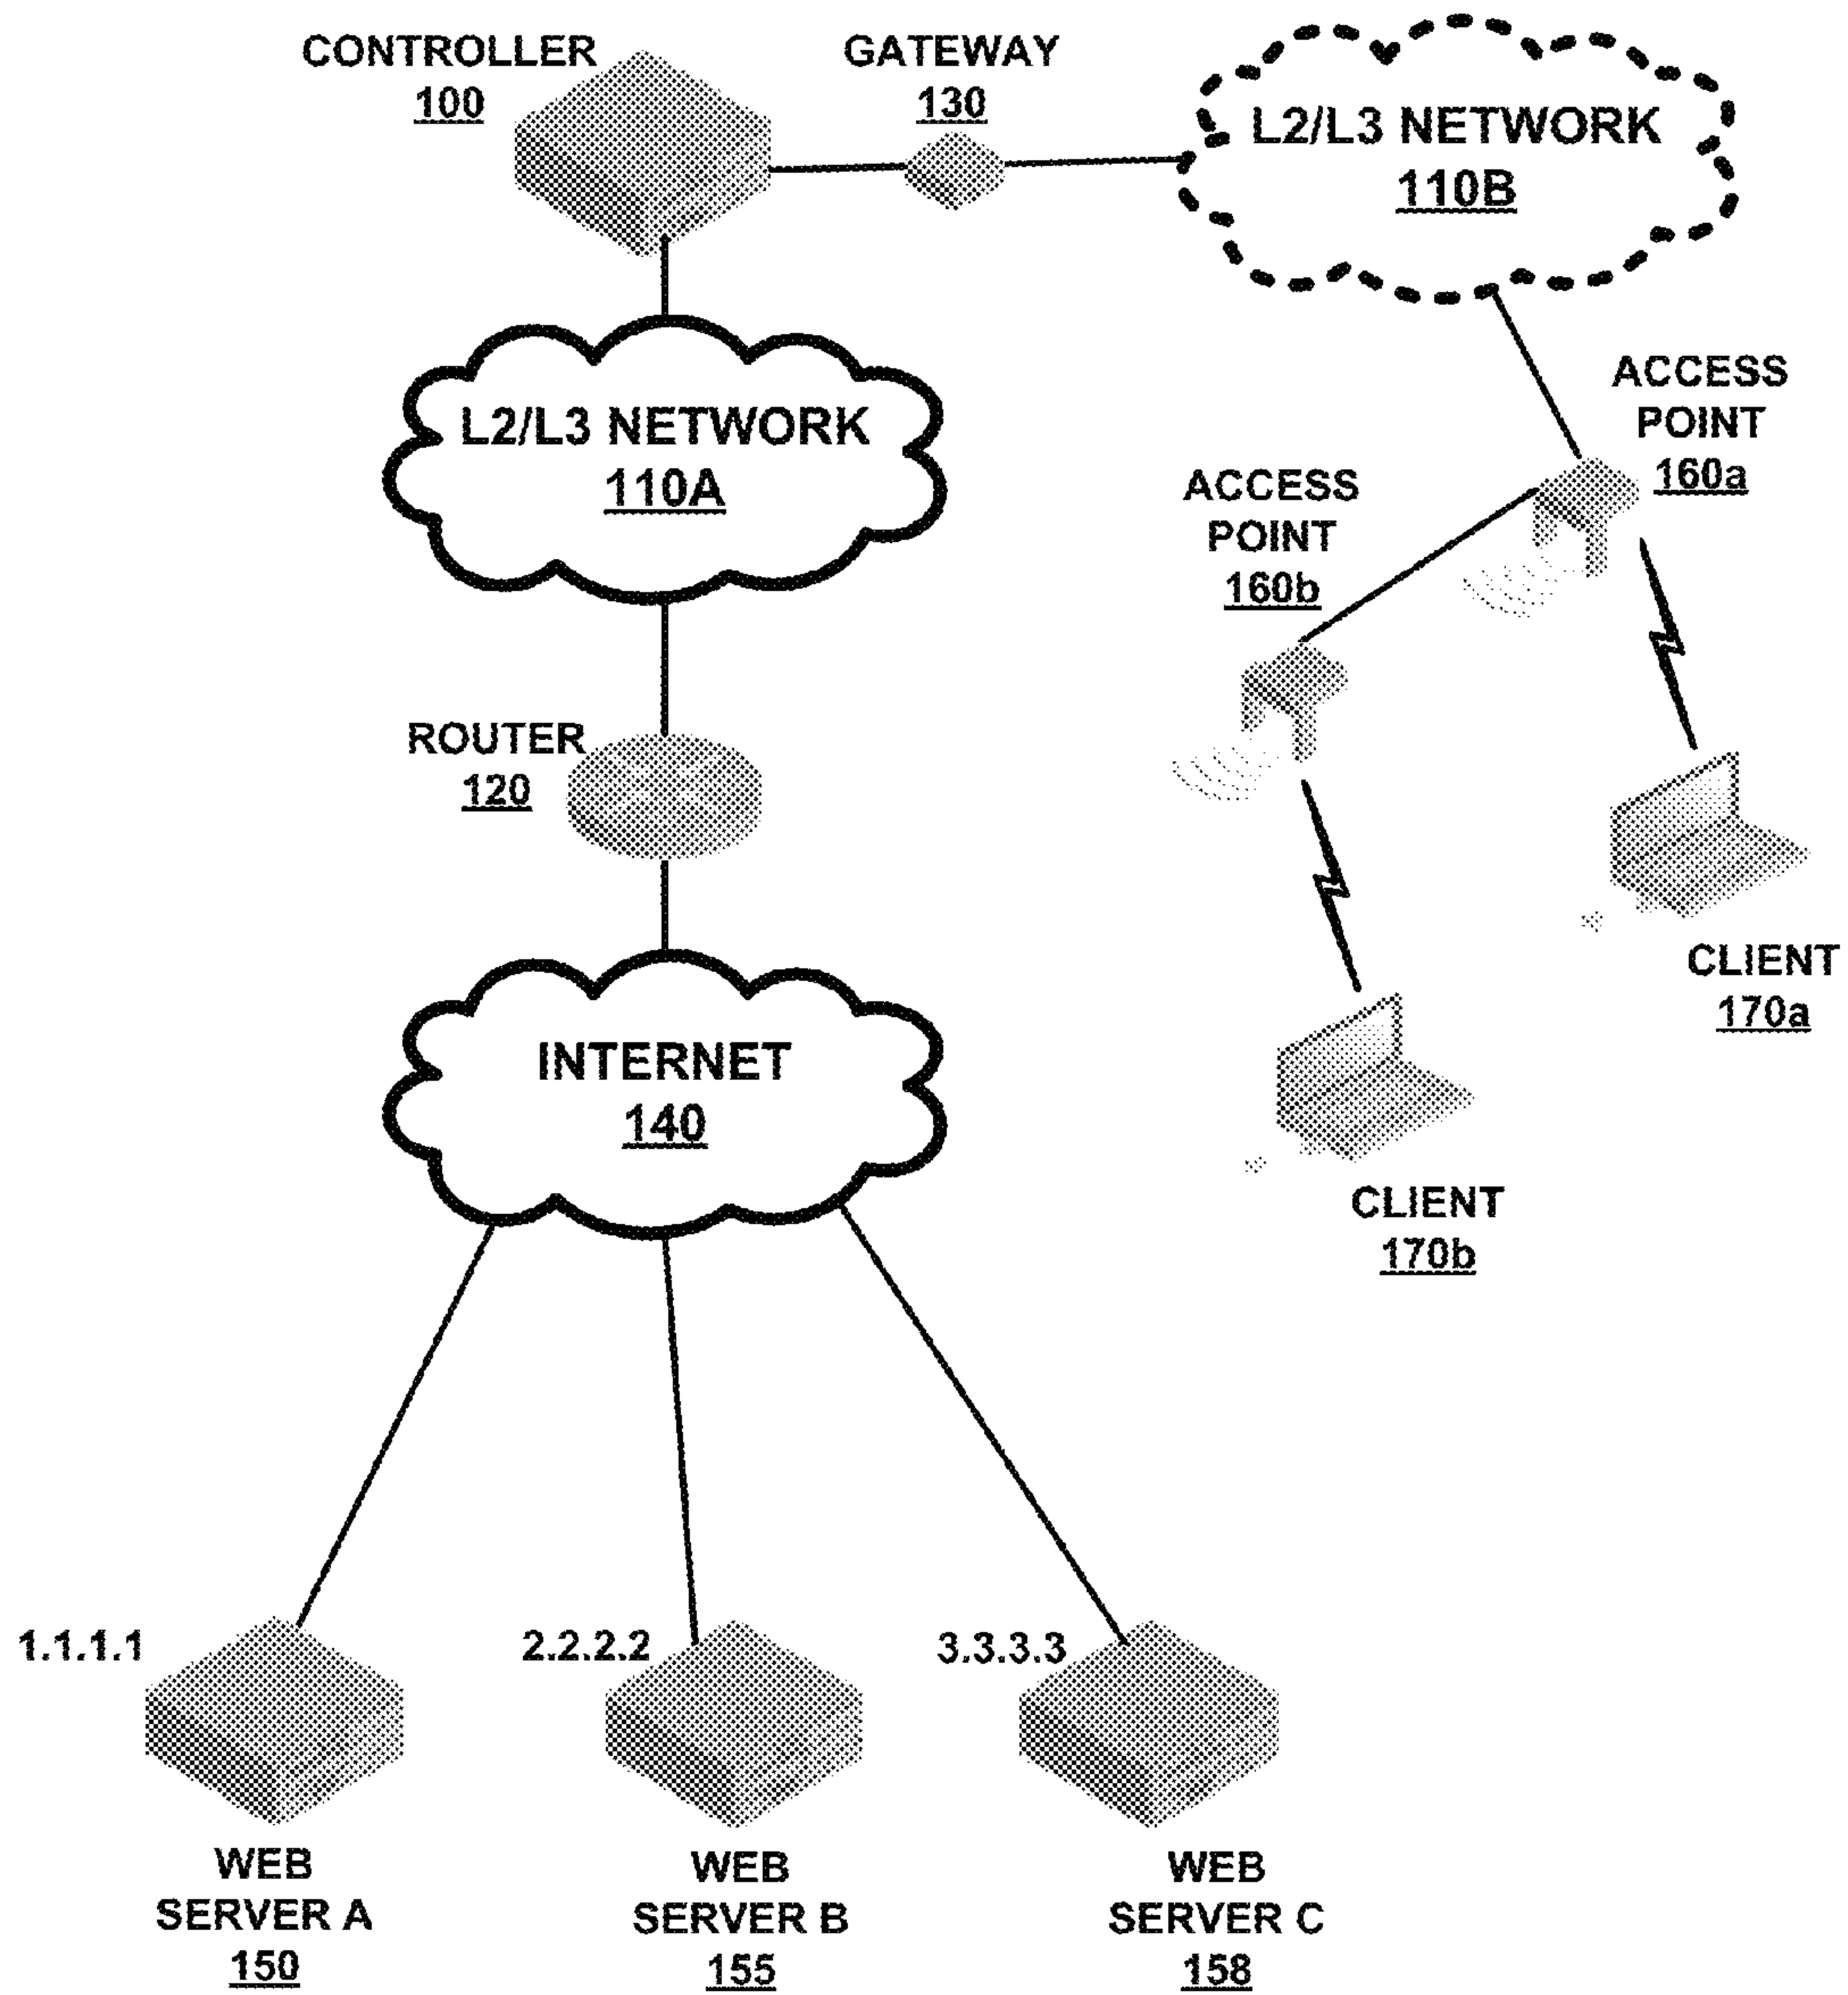 CONTROLLER
100
GATEWAY
130
L2/L3 NETWORK
110B
L2/L3 NETWORK
110A
ACCESS
POINT
160a
ACCESS
POINT
160b
ROUTER
120
CLIENT
170a
INTERNET
140
CLIENT
170b
1.1.1.1
2.2.2.2
3.3.3.3
WEB
SERVER A
150
WEB
SERVER B
155
WEB
SERVER C
158